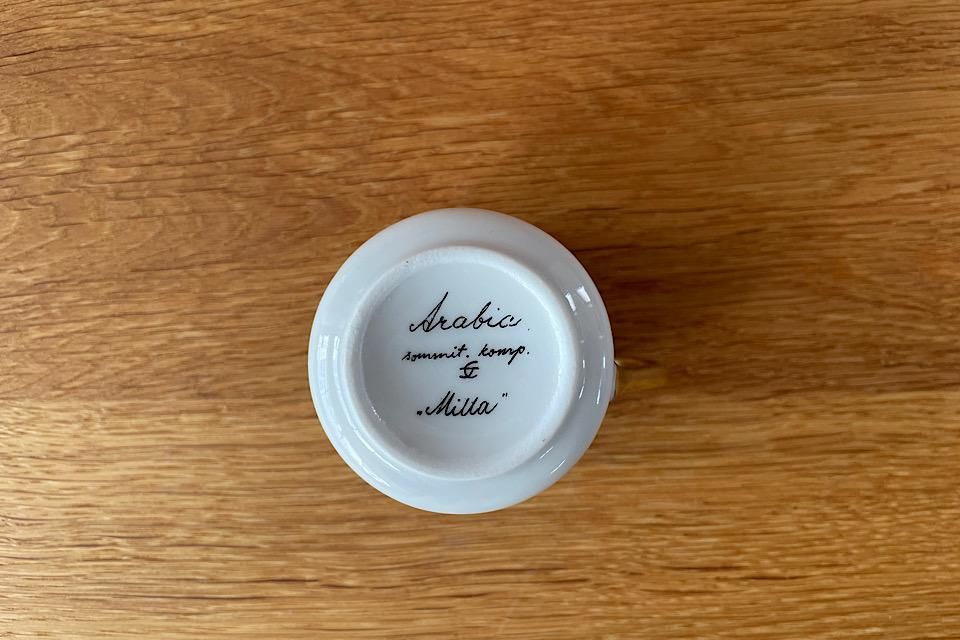 Arabia
sommit. komp.
„Milla”